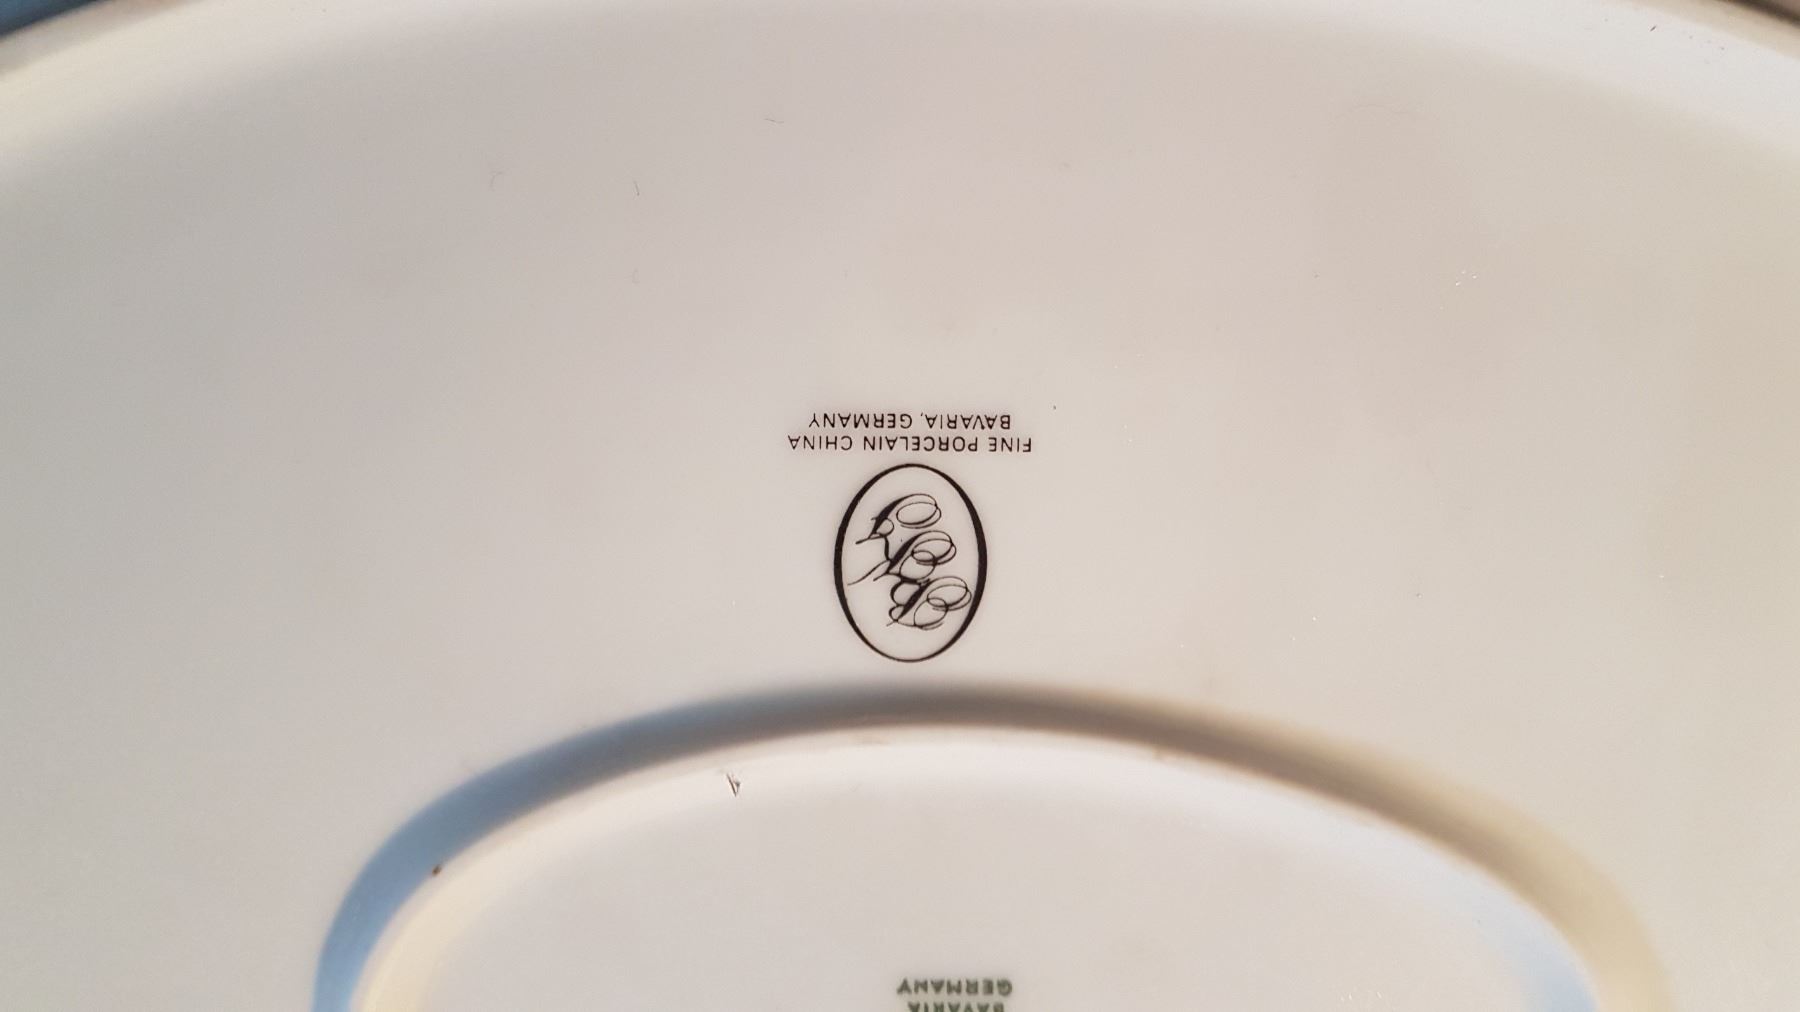 BAVARIA
GERMANY
FINE PORCELAIN CHINA
BAVARIA, GERMANY